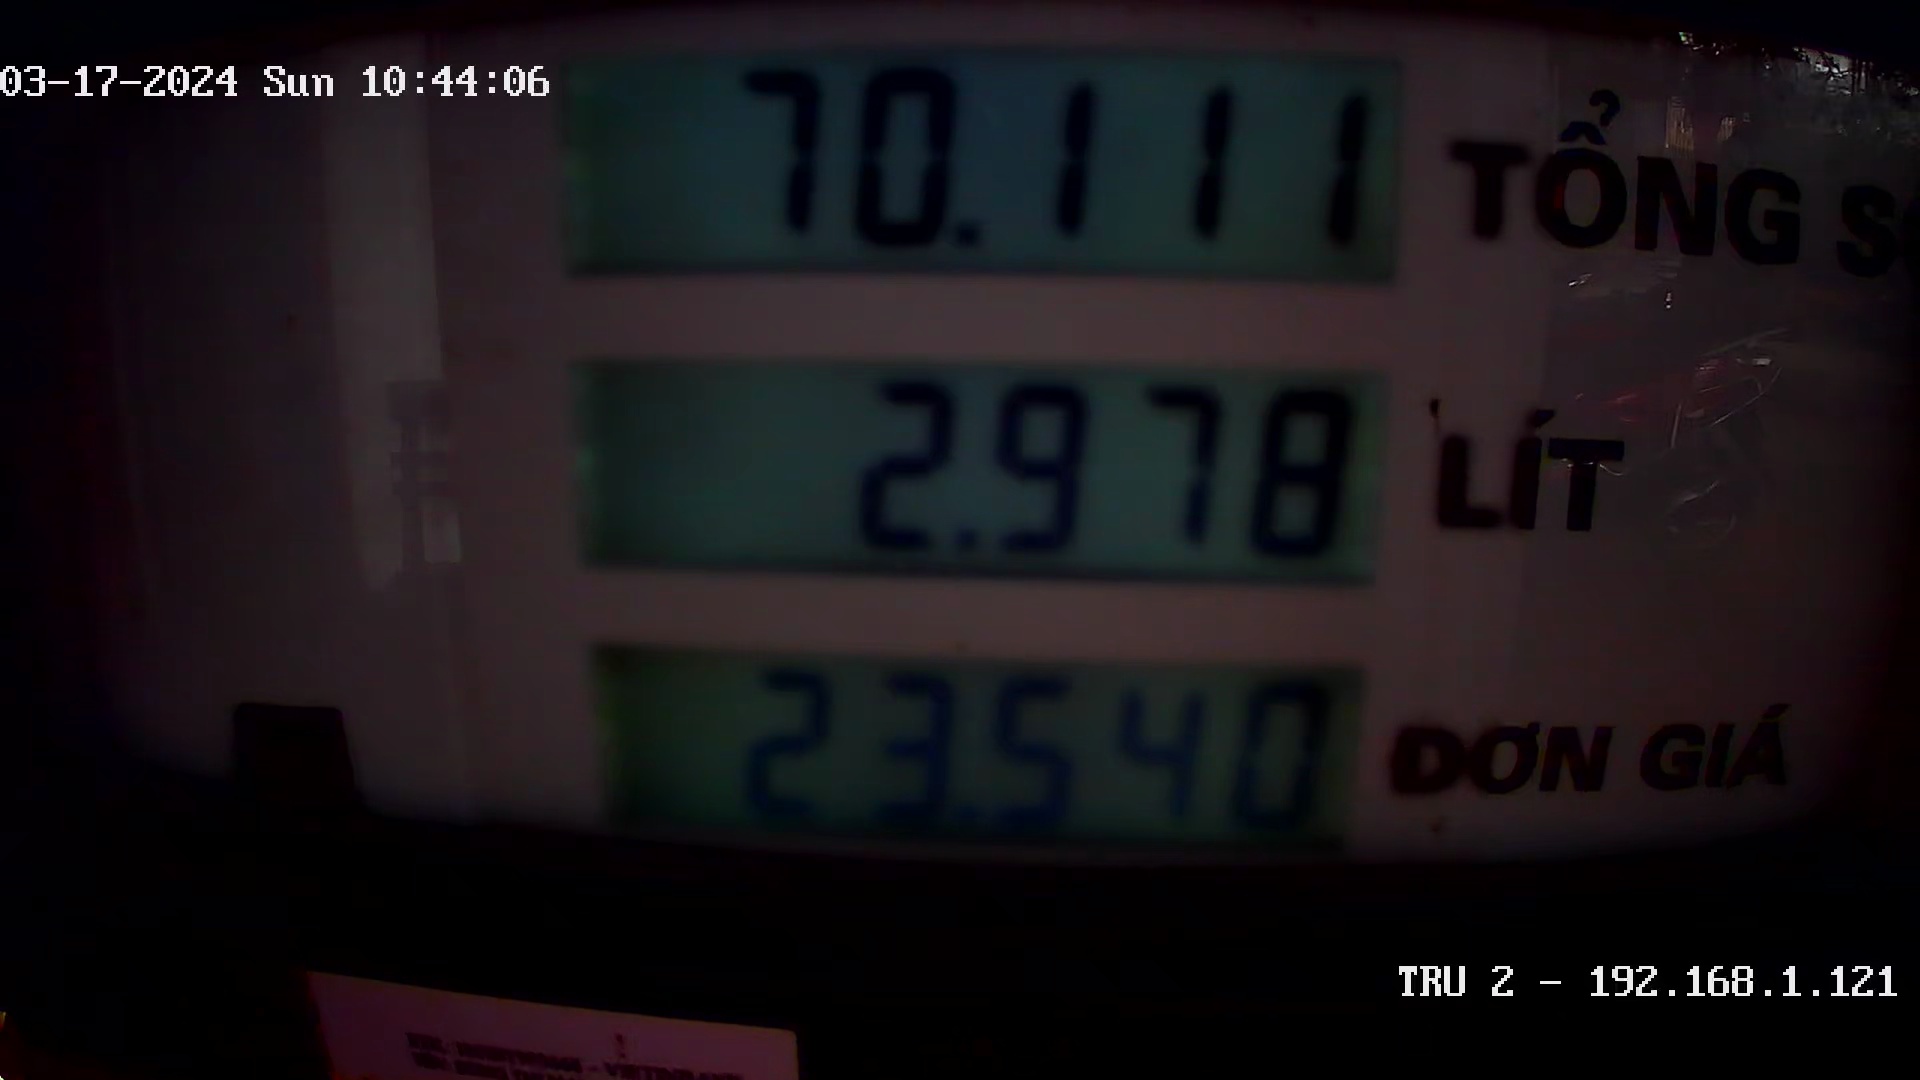 03-17-2024 Sun 10:44:06
70.111 TỔNG S
2.978 LÍT
23.540 ĐƠN GIÁ
TRU 2 - 192.168.1.121